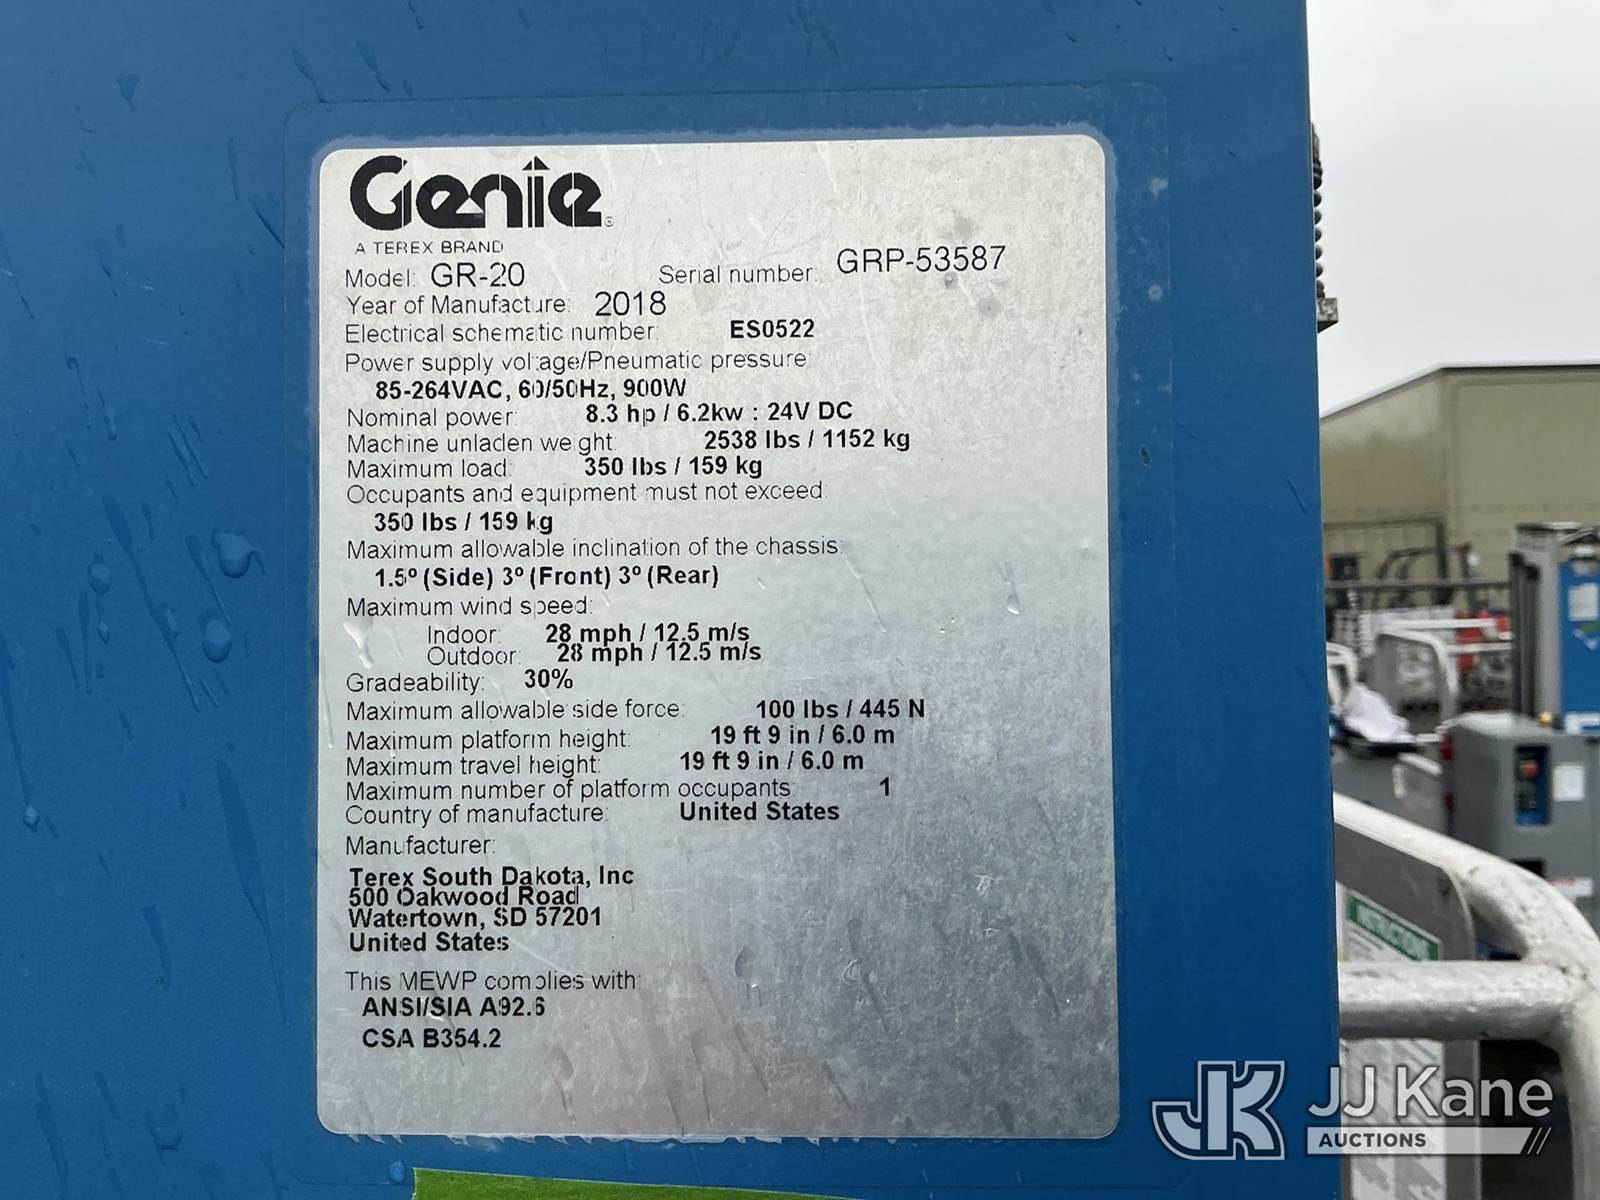 Genie®
A TEREX BRAND
Model: GR-20 Serial number: GRP-53587
Year of Manufacture: 2018
Electrical schematic number: ES0522
Power supply voltage/Pneumatic pressure:
85-264VAC, 60/50Hz, 900W
Nominal power: 8.3 hp / 6.2kw : 24V DC
Machine unladen weight: 2538 lbs / 1152 kg
Maximum load: 350 lbs / 159 kg
Occupants and equipment must not exceed:
350 lbs / 159 kg
Maximum allowable inclination of the chassis:
1.5º (Side) 3º (Front) 3º (Rear)
Maximum wind speed:
Indoor: 28 mph / 12.5 m/s
Outdoor: 28 mph / 12.5 m/s
Gradeability: 30%
Maximum allowable side force: 100 lbs / 445 N
Maximum platform height: 19 ft 9 in / 6.0 m
Maximum travel height: 19 ft 9 in / 6.0 m
Maximum number of platform occupants: 1
Country of manufacture: United States
Manufacturer:
Terex South Dakota, Inc
500 Oakwood Road
Watertown, SD 57201
United States
This MEWP complies with:
ANSI/SIA A92.6
CSA B354.2
INSTRUCTIONS
JK JJ Kane
AUCTIONS